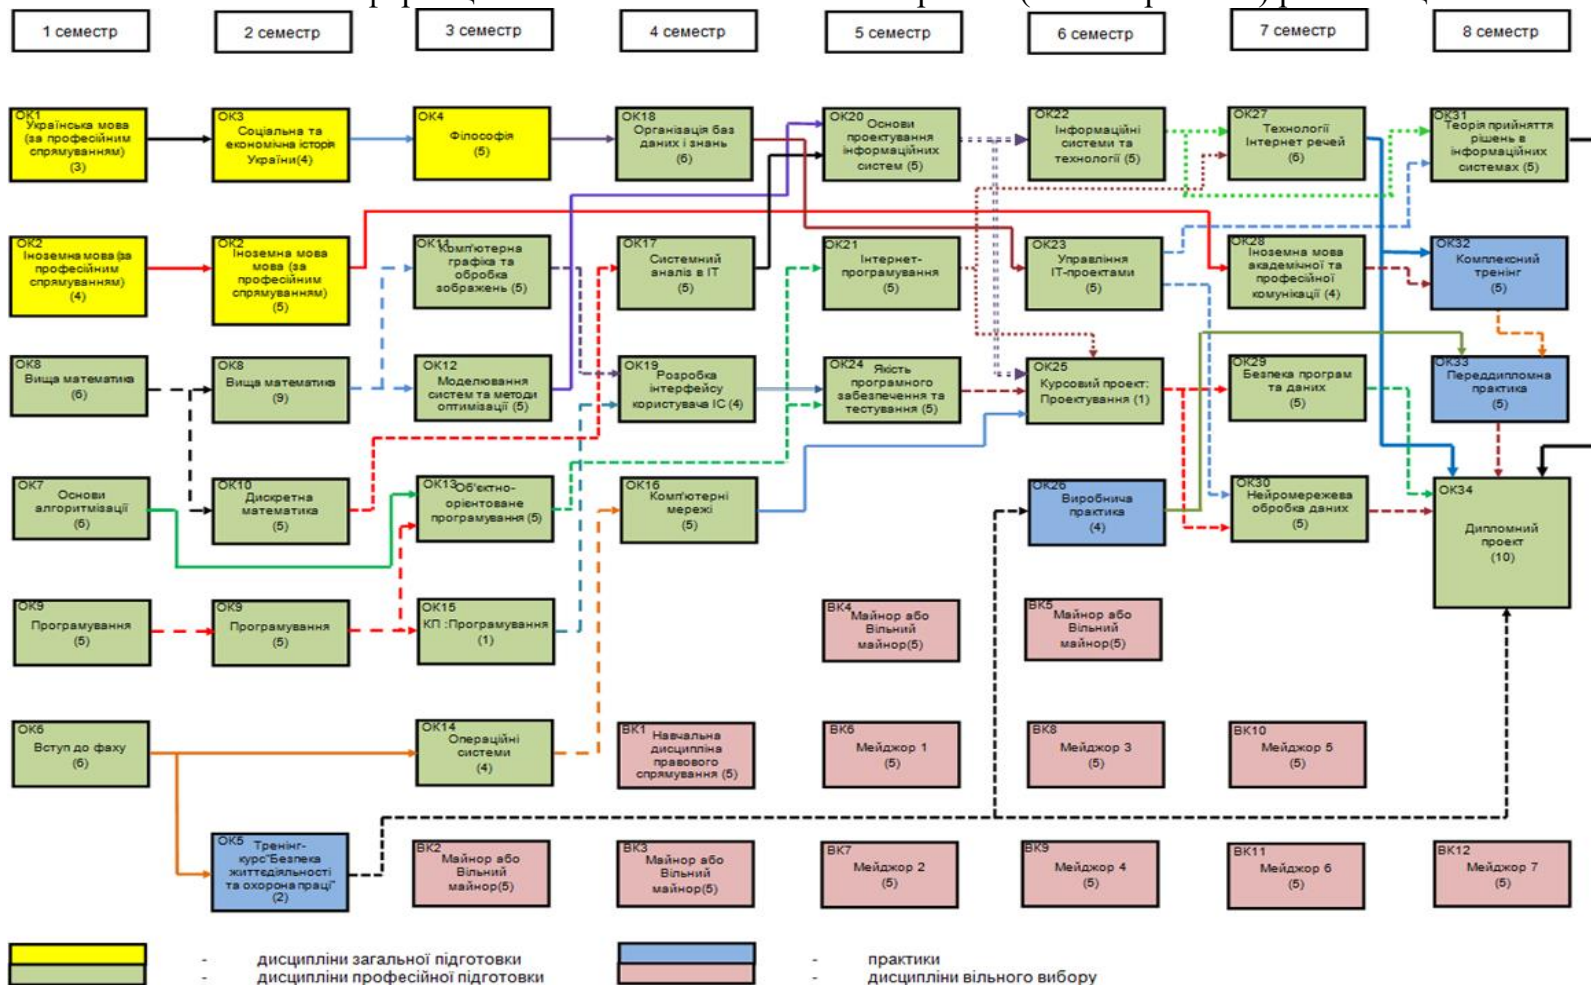 1 семестр
2 семестр
3 семестр
4 семестр
5 семестр
6 семестр
7 семестр
8 семестр
ОК1
Українська мова
(за професійним
спрямуванням)
(3)
ОК3
Соціальна та
економічна історія
України(4)
ОК4
Філософія
(5)
ОК18
Організація баз
даних і знань
(6)
ОК20
Основи
проектування
інформаційних
систем (5)
ОК22
Інформаційні
системи та
технології (5)
ОК27
Технології
Інтернет речей
(6)
ОК31
Теорія прийняття
рішень в
інформаційних
системах (5)
ОК2
Іноземна мова (за
професійним
спрямуванням)
(4)
ОК2
Іноземна мова
мова (за
професійним
спрямуванням)
(5)
ОК11
Комп'ютерна
графіка та
обробка
зображень (5)
ОК17
Системний
аналіз в ІТ
(5)
ОК21
Інтернет-
програмування
(5)
ОК23
Управління
ІТ-проектами
(5)
ОК28
Іноземна мова
академічної та
професійної
комунікації (4)
ОК32
Комплексний
тренінг
(5)
ОК8
Вища математика
(6)
ОК8
Вища математика
(9)
ОК12
Моделювання
систем та методи
оптимізації (5)
ОК19
Розробка
інтерфейсу
користувача ІС (4)
ОК24
Якість
програмного
забезпечення та
тестування (5)
ОК25
Курсовий проект:
Проектування (1)
ОК29
Безпека програм
та даних
(5)
ОК33
Переддипломна
практика
(5)
ОК7
Основи
алгоритмізації
(6)
ОК10
Дискретна
математика
(5)
ОК13
Об'єктно-
орієнтоване
програмування (5)
ОК16
Комп'ютерні
мережі
(5)
ОК26
Виробнича
практика
(4)
ОК30
Нейромережева
обробка даних
(5)
ОК34
Дипломний
проект
(10)
ОК9
Програмування
(5)
ОК9
Програмування
(5)
ОК15
КП :Програмування
(1)
ВК4
Майнор або
Вільний
майнор(5)
ВК5
Майнор або
Вільний
майнор(5)
ОК6
Вступ до фаху
(6)
ОК14
Операційні
системи
(4)
ВК1
Навчальна
дисципліна
правового
спрямування (5)
ВК6
Мейджор 1
(5)
ВК8
Мейджор 3
(5)
ВК10
Мейджор 5
(5)
ОК5
Тренінг-
курс"Безпека
життєдіяльності
та охорона праці"
(2)
ВК2
Майнор або
Вільний
майнор(5)
ВК3
Майнор або
Вільний
майнор(5)
ВК7
Мейджор 2
(5)
ВК9
Мейджор 4
(5)
ВК11
Мейджор 6
(5)
ВК12
Мейджор 7
(5)
- дисципліни загальної підготовки
- дисципліни професійної підготовки
- практики
- дисципліни вільного вибору